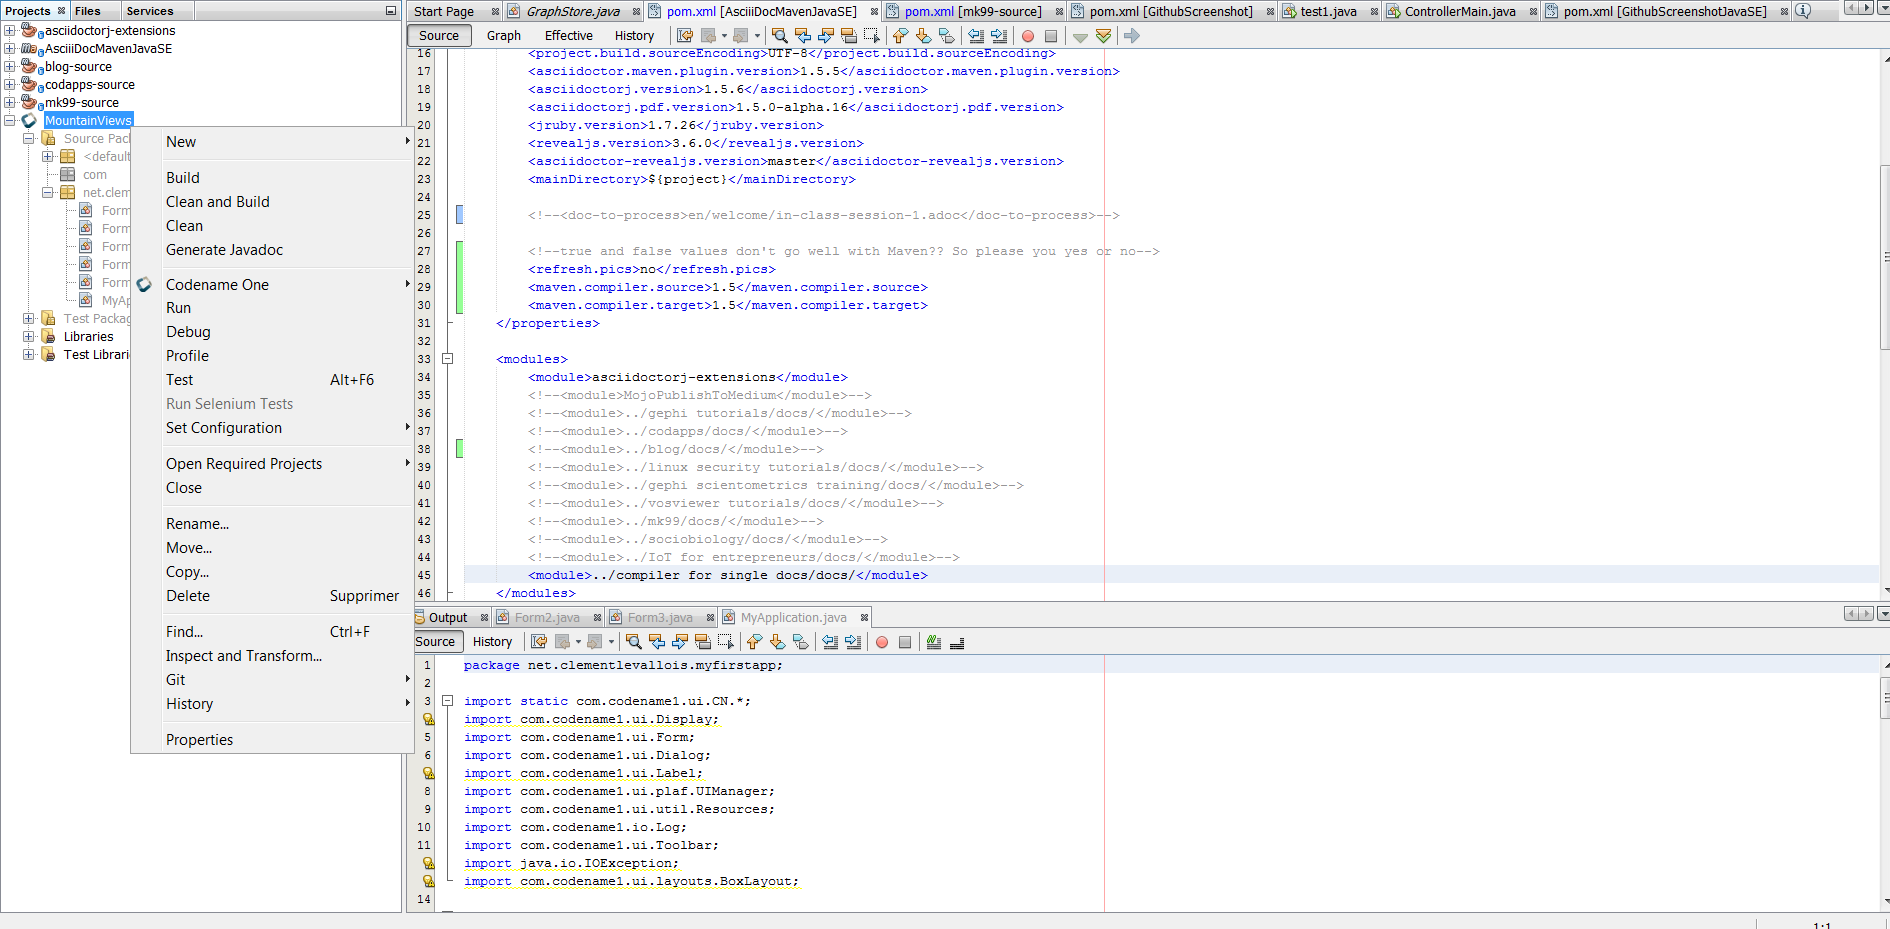 Projects Files Services
asciidoctorj-extensions
AsciiiDocMavenJavaSE
blog-source
codapps-source
mk99-source
MountainViews
Source Pac
<default
com
net.clem
Form
Form
Form
Form
Form
MyAp
Test Packag
Libraries
Test Librari
New
Build
Clean and Build
Clean
Generate Javadoc
Codename One
Run
Debug
Profile
Test Alt+F6
Run Selenium Tests
Set Configuration
Open Required Projects
Close
Rename...
Move...
Copy...
Delete Supprimer
Find... Ctrl+F
Inspect and Transform...
Git
History
Properties
Start Page GraphStore.java pom.xml [AsciiiDocMavenJavaSE] pom.xml [mk99-source] pom.xml [GithubScreenshot] test1.java ControllerMain.java pom.xml [GithubScreenshotJavaSE]
Source Graph Effective History
16 <project.build.sourceEncoding>UTF-8</project.build.sourceEncoding>
17 <asciidoctor.maven.plugin.version>1.5.5</asciidoctor.maven.plugin.version>
18 <asciidoctorj.version>1.5.6</asciidoctorj.version>
19 <asciidoctorj.pdf.version>1.5.0-alpha.16</asciidoctorj.pdf.version>
20 <jruby.version>1.7.26</jruby.version>
21 <revealjs.version>3.6.0</revealjs.version>
22 <asciidoctor-revealjs.version>master</asciidoctor-revealjs.version>
23 <mainDirectory>${project}</mainDirectory>
24
25 <!--<doc-to-process>en/welcome/in-class-session-1.adoc</doc-to-process>-->
26
27 <!--true and false values don't go well with Maven?? So please you yes or no-->
28 <refresh.pics>no</refresh.pics>
29 <maven.compiler.source>1.5</maven.compiler.source>
30 <maven.compiler.target>1.5</maven.compiler.target>
31 </properties>
32
33 <modules>
34 <module>asciidoctorj-extensions</module>
35 <!--<module>MojoPublishToMedium</module>-->
36 <!--<module>../gephi tutorials/docs/</module>-->
37 <!--<module>../codapps/docs/</module>-->
38 <!--<module>../blog/docs/</module>-->
39 <!--<module>../linux security tutorials/docs/</module>-->
40 <!--<module>../gephi scientometrics training/docs/</module>-->
41 <!--<module>../vosviewer tutorials/docs/</module>-->
42 <!--<module>../mk99/docs/</module>-->
43 <!--<module>../sociobiology/docs/</module>-->
44 <!--<module>../IoT for entrepreneurs/docs/</module>-->
45 <module>../compiler for single docs/docs/</module>
46 </modules>
Output Form2.java Form3.java MyApplication.java
Source History
1 package net.clementlevallois.myfirstapp;
2
3 import static com.codename1.ui.CN.*;
import com.codename1.ui.Display;
5 import com.codename1.ui.Form;
6 import com.codename1.ui.Dialog;
import com.codename1.ui.Label;
8 import com.codename1.ui.plaf.UIManager;
9 import com.codename1.ui.util.Resources;
10 import com.codename1.io.Log;
11 import com.codename1.ui.Toolbar;
import java.io.IOException;
import com.codename1.ui.layouts.BoxLayout;
14
1:1